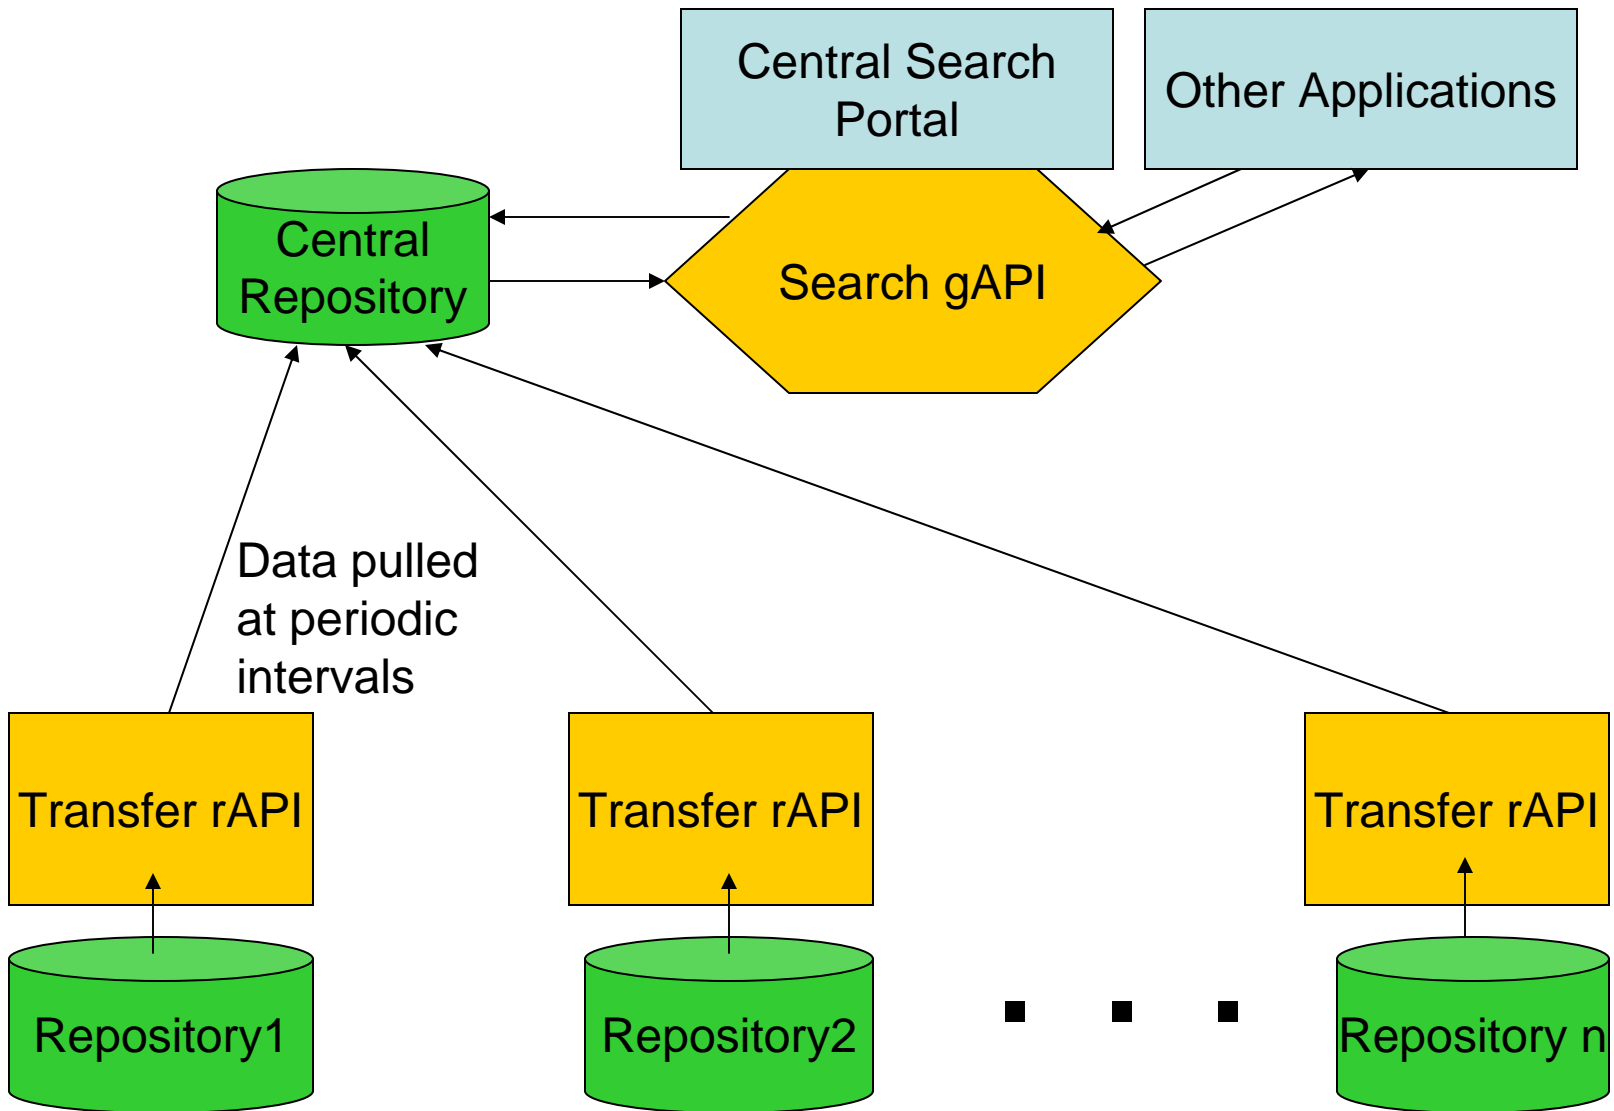 Central Search
Portal
Other Applications
Central
Repository
Search gAPI
Data pulled
at periodic
intervals
Transfer rAPI
Transfer rAPI
Transfer rAPI
Repository1
Repository2
Repository n